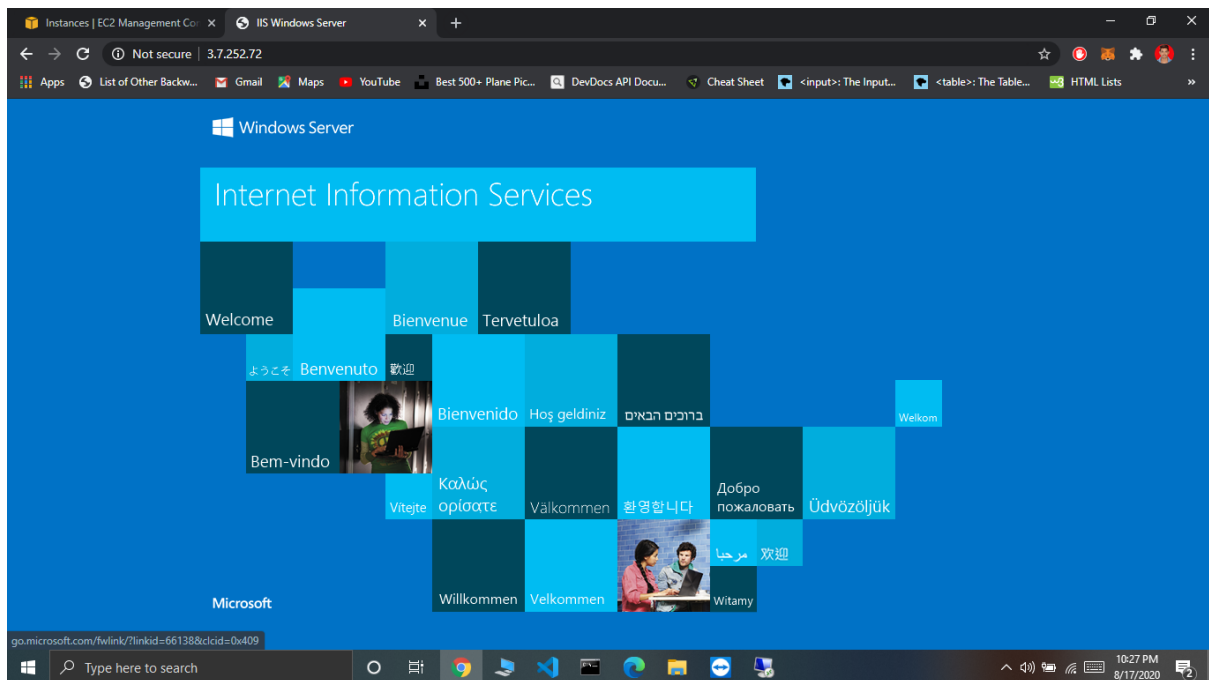 Instances | EC2 Management Cor
IIS Windows Server
Not secure | 3.7.252.72
Apps List of Other Backw... Gmail Maps YouTube Best 500+ Plane Pic... DevDocs API Docu... Cheat Sheet <input>: The Input... <table>: The Table... HTML Lists »
Windows Server
Internet Information Services
Welcome
Bienvenue
Tervetuloa
ようこそ
Benvenuto
歡迎
Bienvenido
Hoş geldiniz
ברוכים הבאים
Welkom
Bem-vindo
Vítejte
Καλώς
ορίσατε
Välkommen
환영합니다
Добро
пожаловать
Üdvözöljük
Willkommen
Velkommen
مرحبا
欢迎
Witamy
Microsoft
go.microsoft.com/fwlink/?linkid=66138&clcid=0x409
Type here to search
10:27 PM
8/17/2020
2